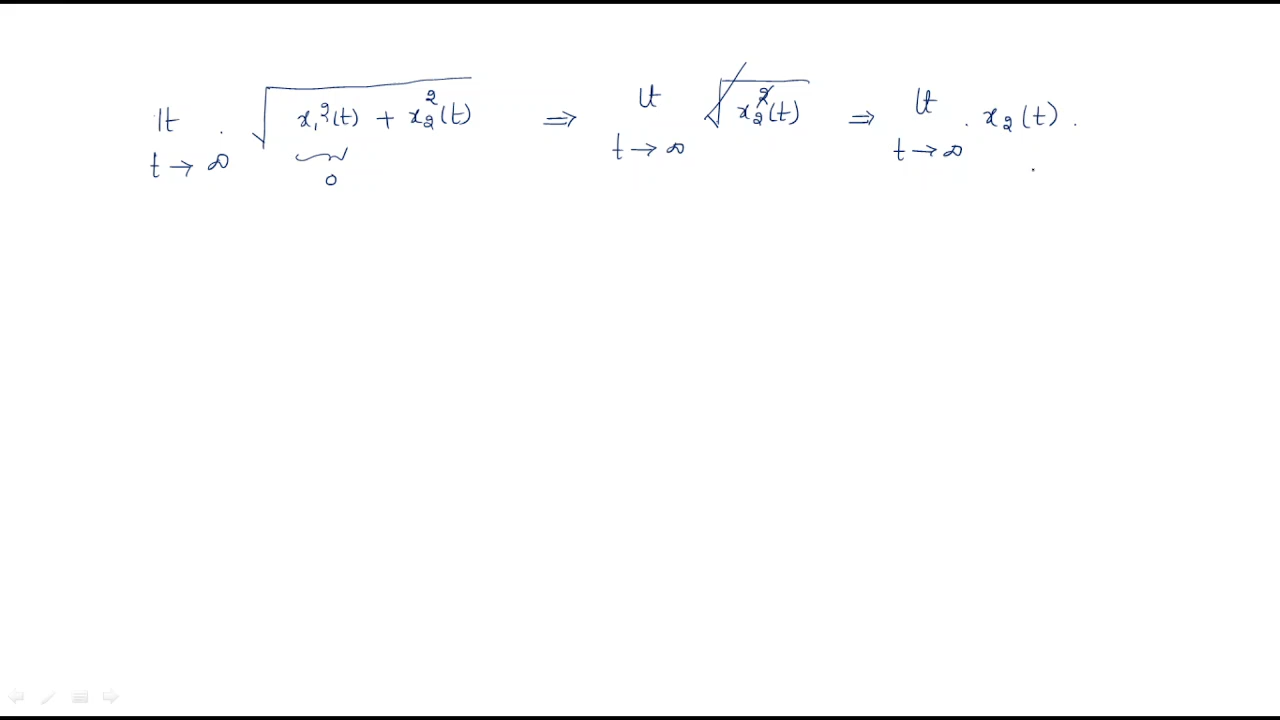 lt t→∞ . √(x₁²(t) + x₂²(t)) ⇒ lt t→∞ √(x₂²(t)) ⇒ lt t→∞ . x₂(t) .
0